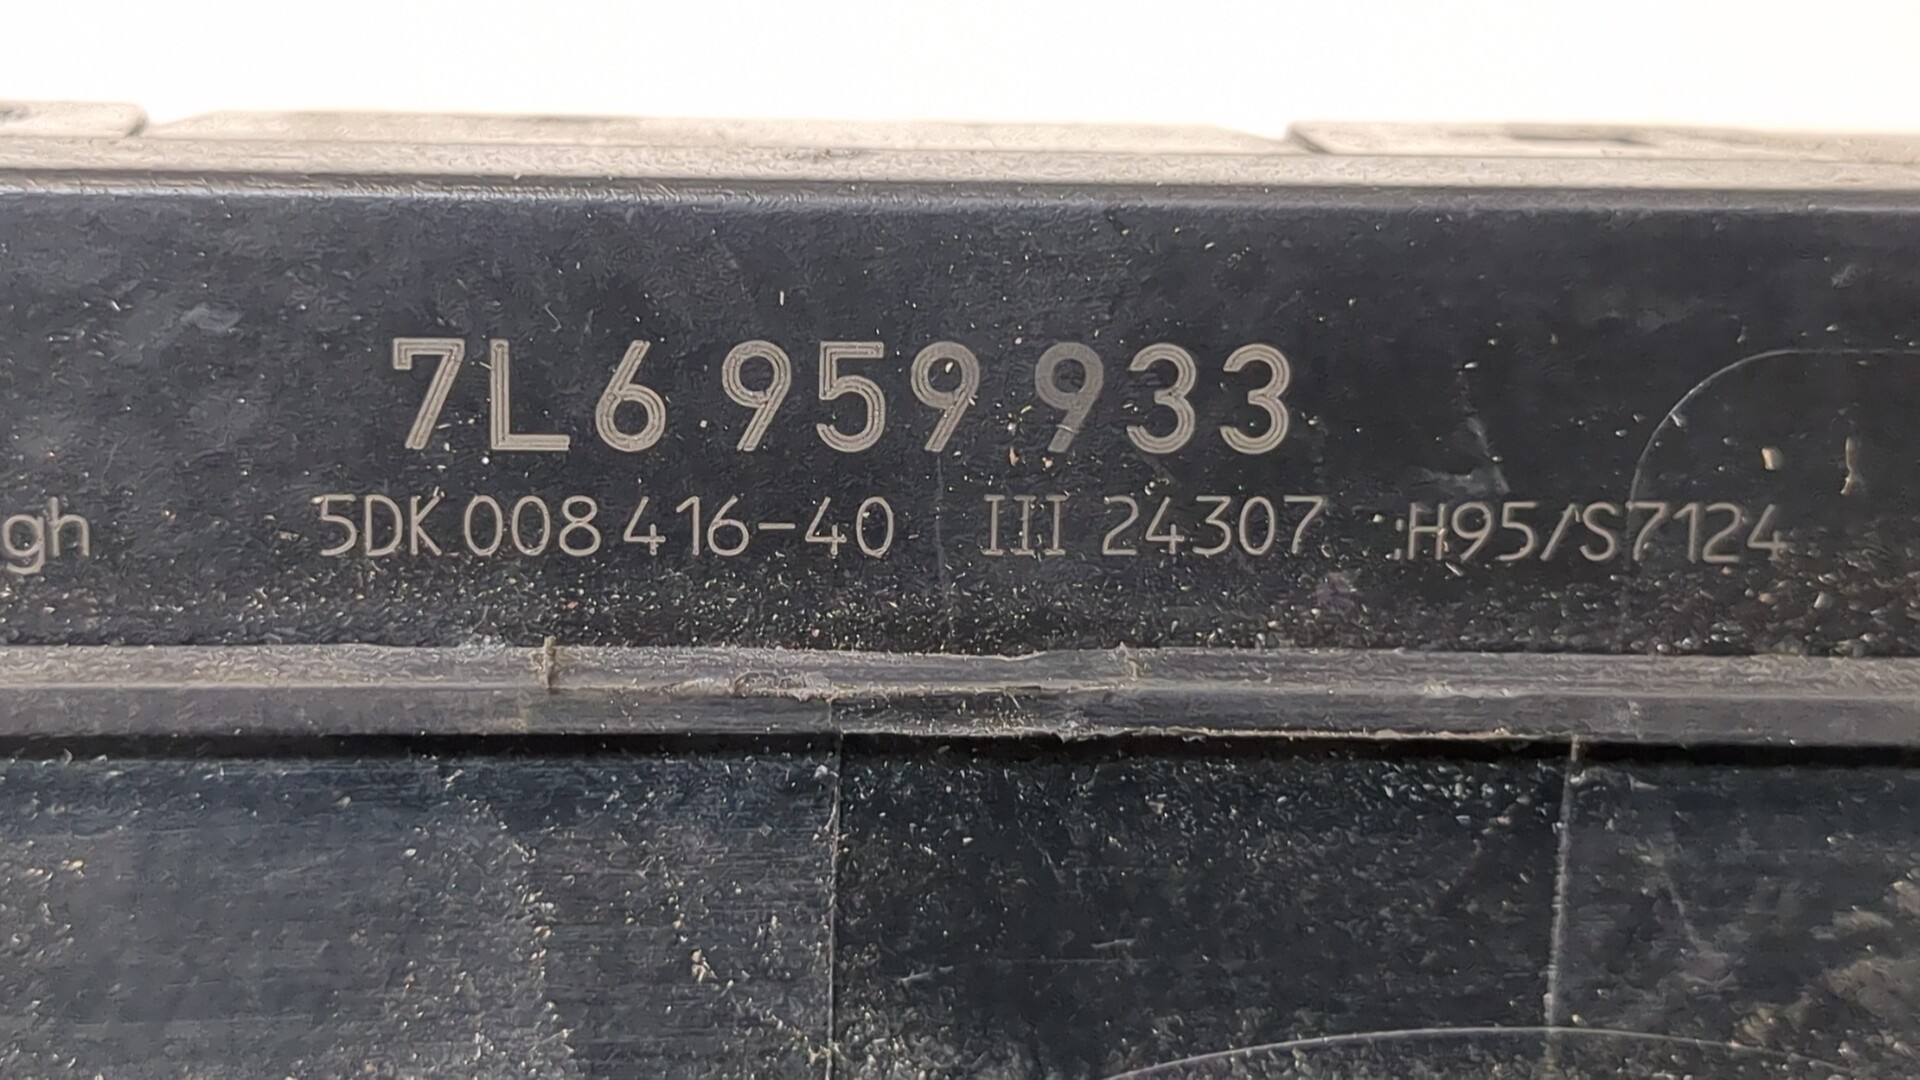 7L6 959 933
gh 5DK 008 416-40 III 24307 H95/S7124